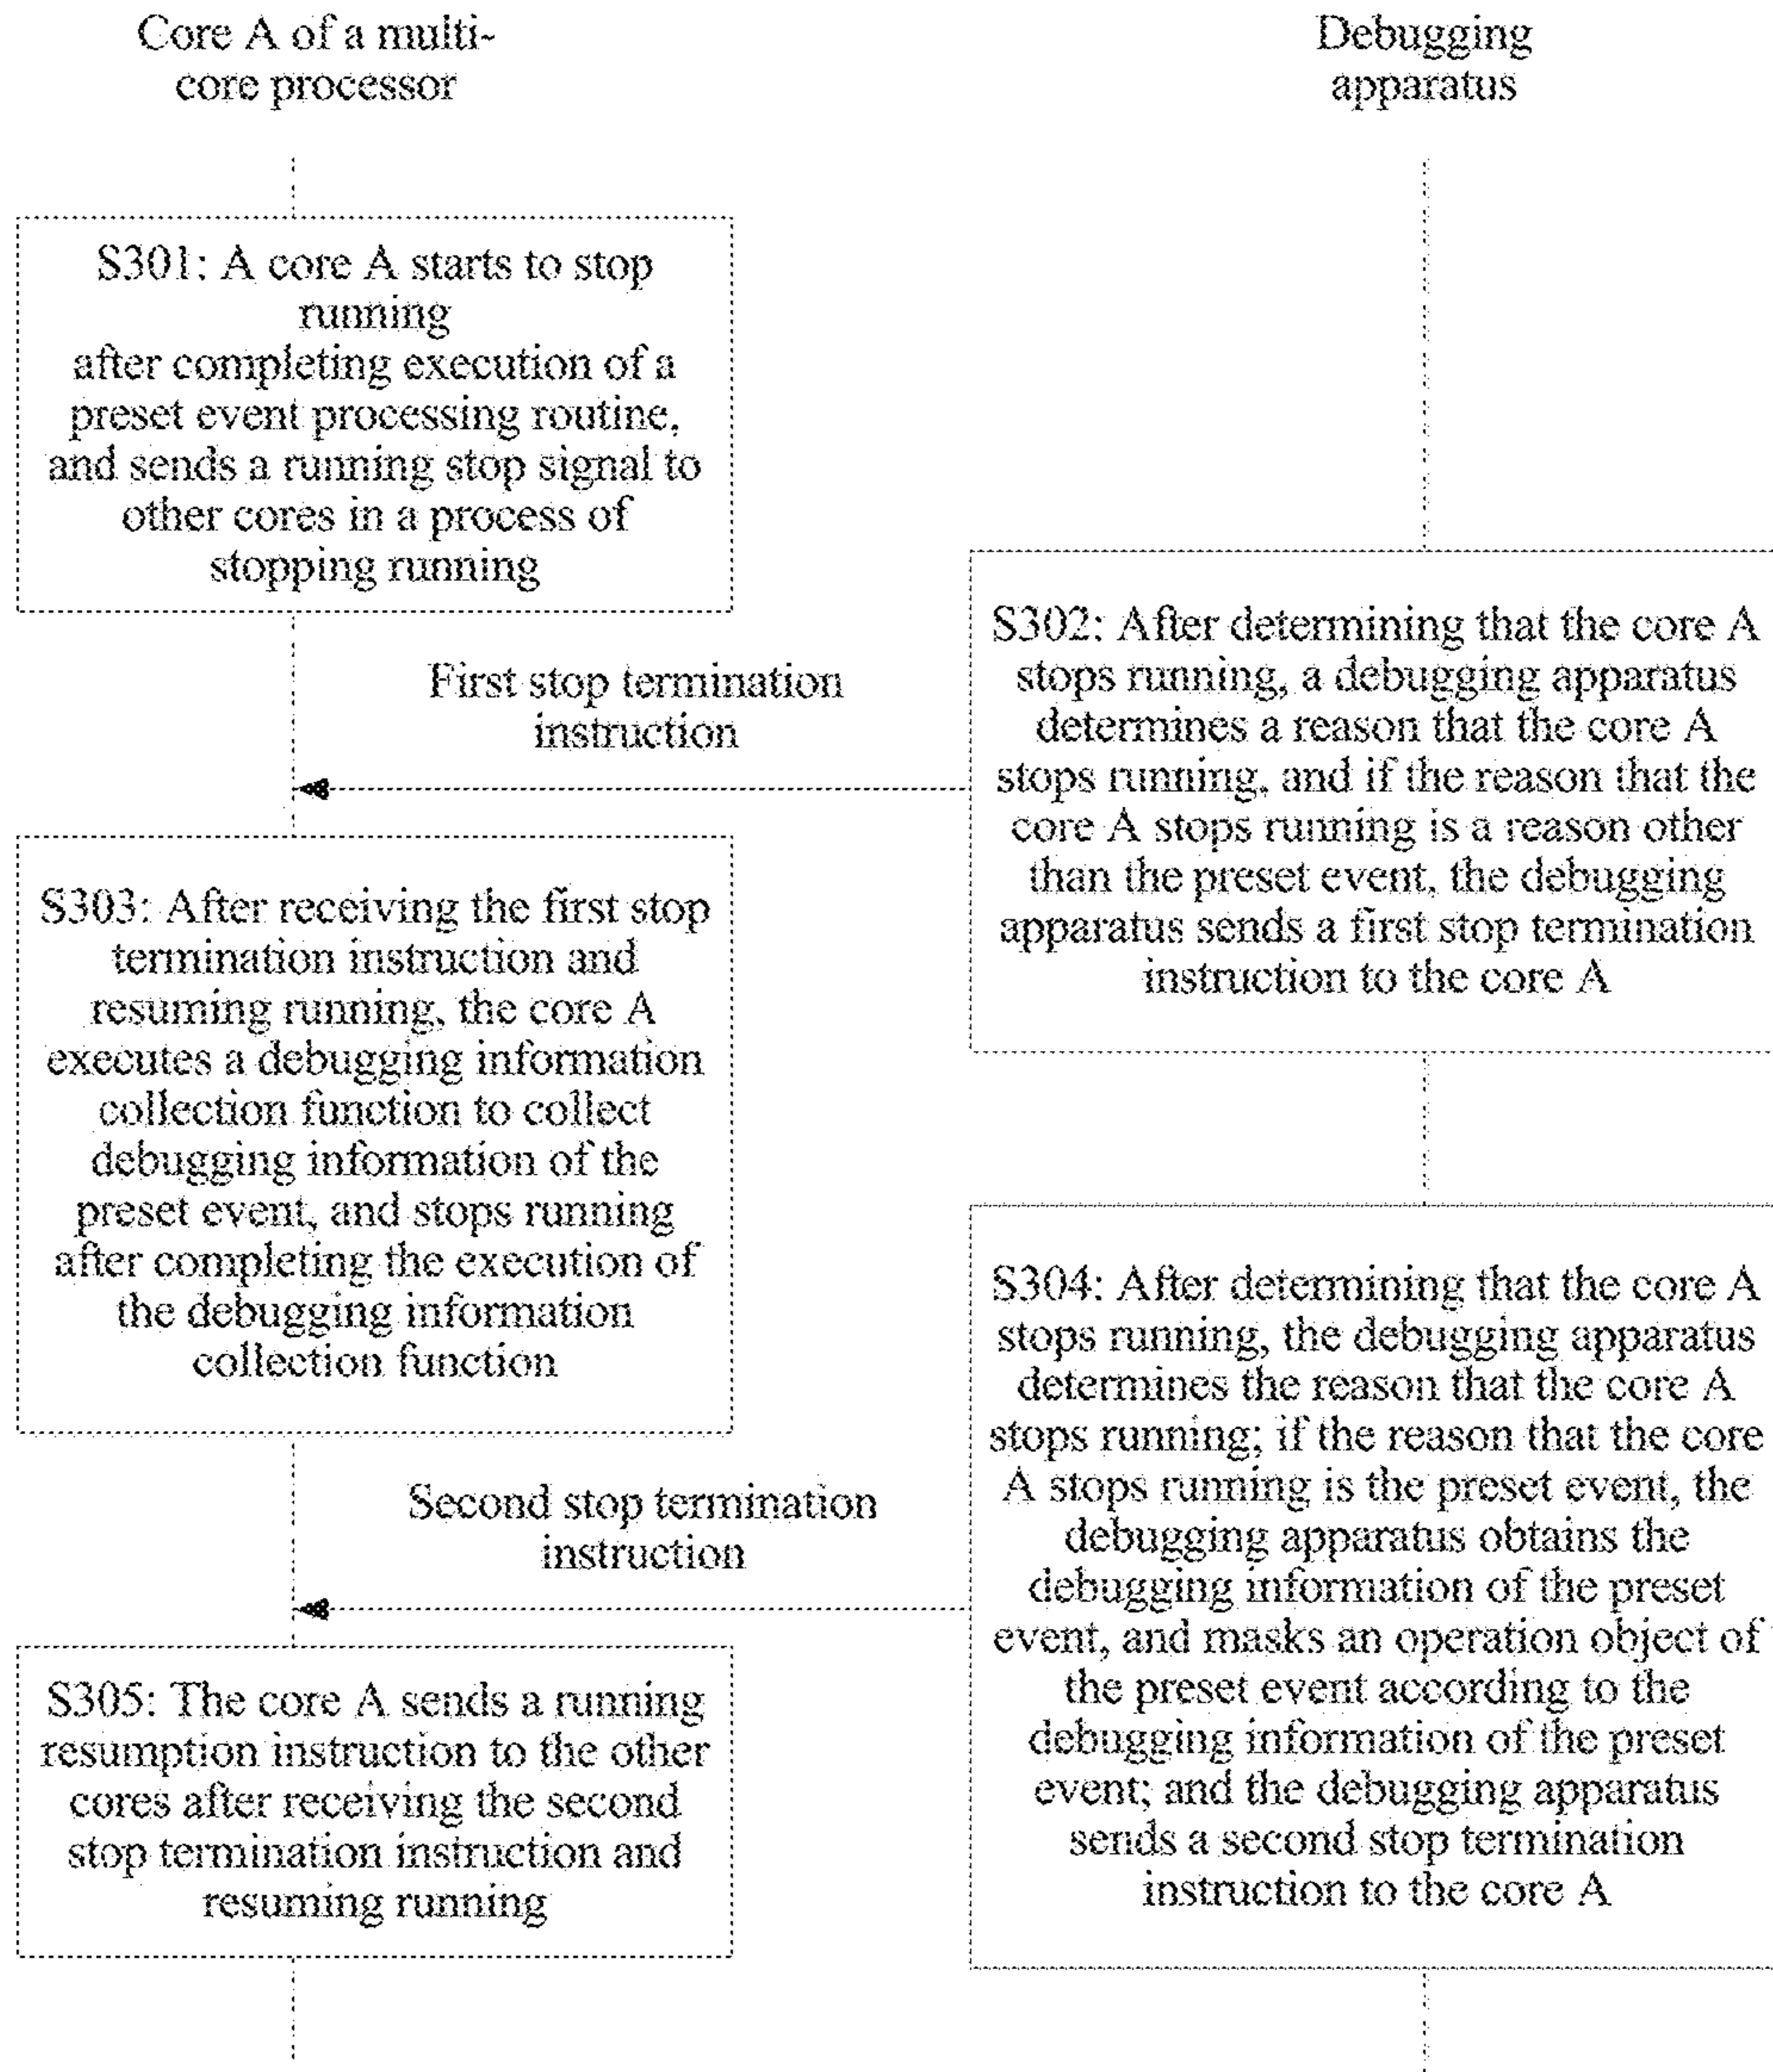 Core A of a multi-
core processor
Debugging
apparatus
S301: A core A starts to stop
running
after completing execution of a
preset event processing routine,
and sends a running stop signal to
other cores in a process of
stopping running
S302: After determining that the core A
stops running, a debugging apparatus
determines a reason that the core A
stops running, and if the reason that the
core A stops running is a reason other
than the preset event, the debugging
apparatus sends a first stop termination
instruction to the core A
First stop termination
instruction
S303: After receiving the first stop
termination instruction and
resuming running, the core A
executes a debugging information
collection function to collect
debugging information of the
preset event, and stops running
after completing the execution of
the debugging information
collection function
S304: After determining that the core A
stops running, the debugging apparatus
determines the reason that the core A
stops running; if the reason that the core
A stops running is the preset event, the
debugging apparatus obtains the
debugging information of the preset
event, and masks an operation object of
the preset event according to the
debugging information of the preset
event; and the debugging apparatus
sends a second stop termination
instruction to the core A
Second stop termination
instruction
S305: The core A sends a running
resumption instruction to the other
cores after receiving the second
stop termination instruction and
resuming running